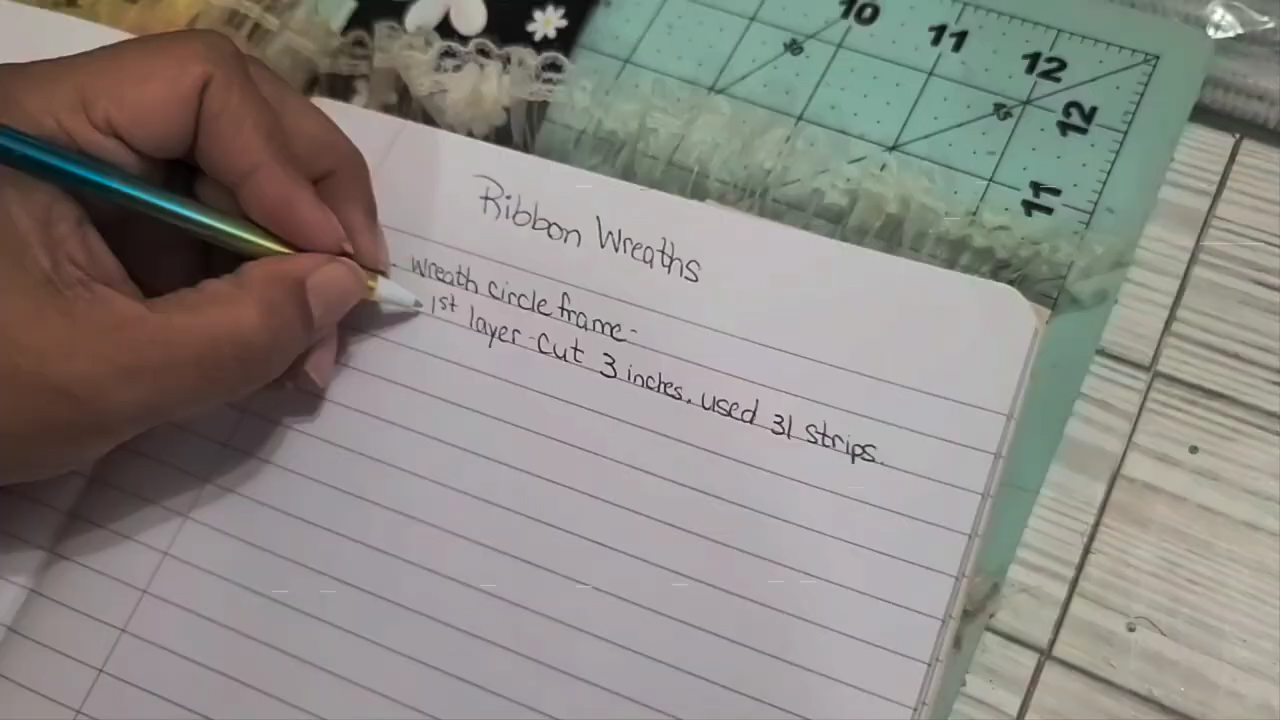 10 11 12
12
11
Ribbon Wreaths
- wreath circle frame-
1st layer-cut 3 inches. used 31 strips.